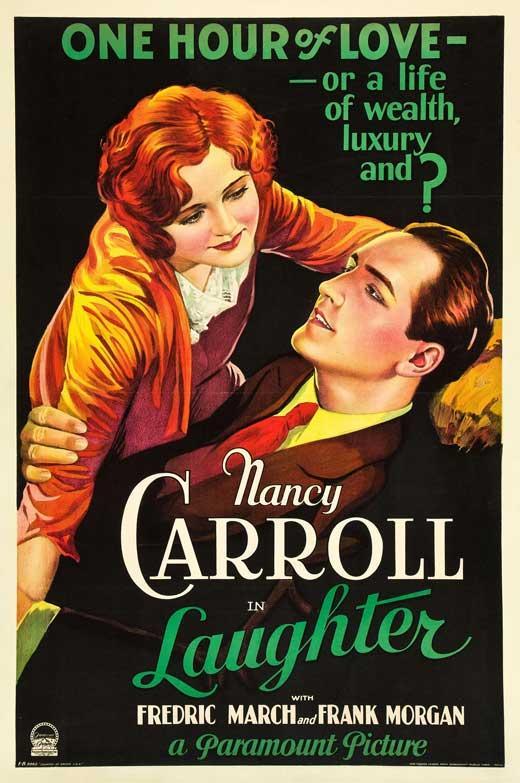 ONE HOUR of LOVE-
- or a life
of wealth,
luxury
and?
Nancy
CARROLL
IN
Laughter
WITH
FREDRIC MARCH and FRANK MORGAN
a Paramount Picture